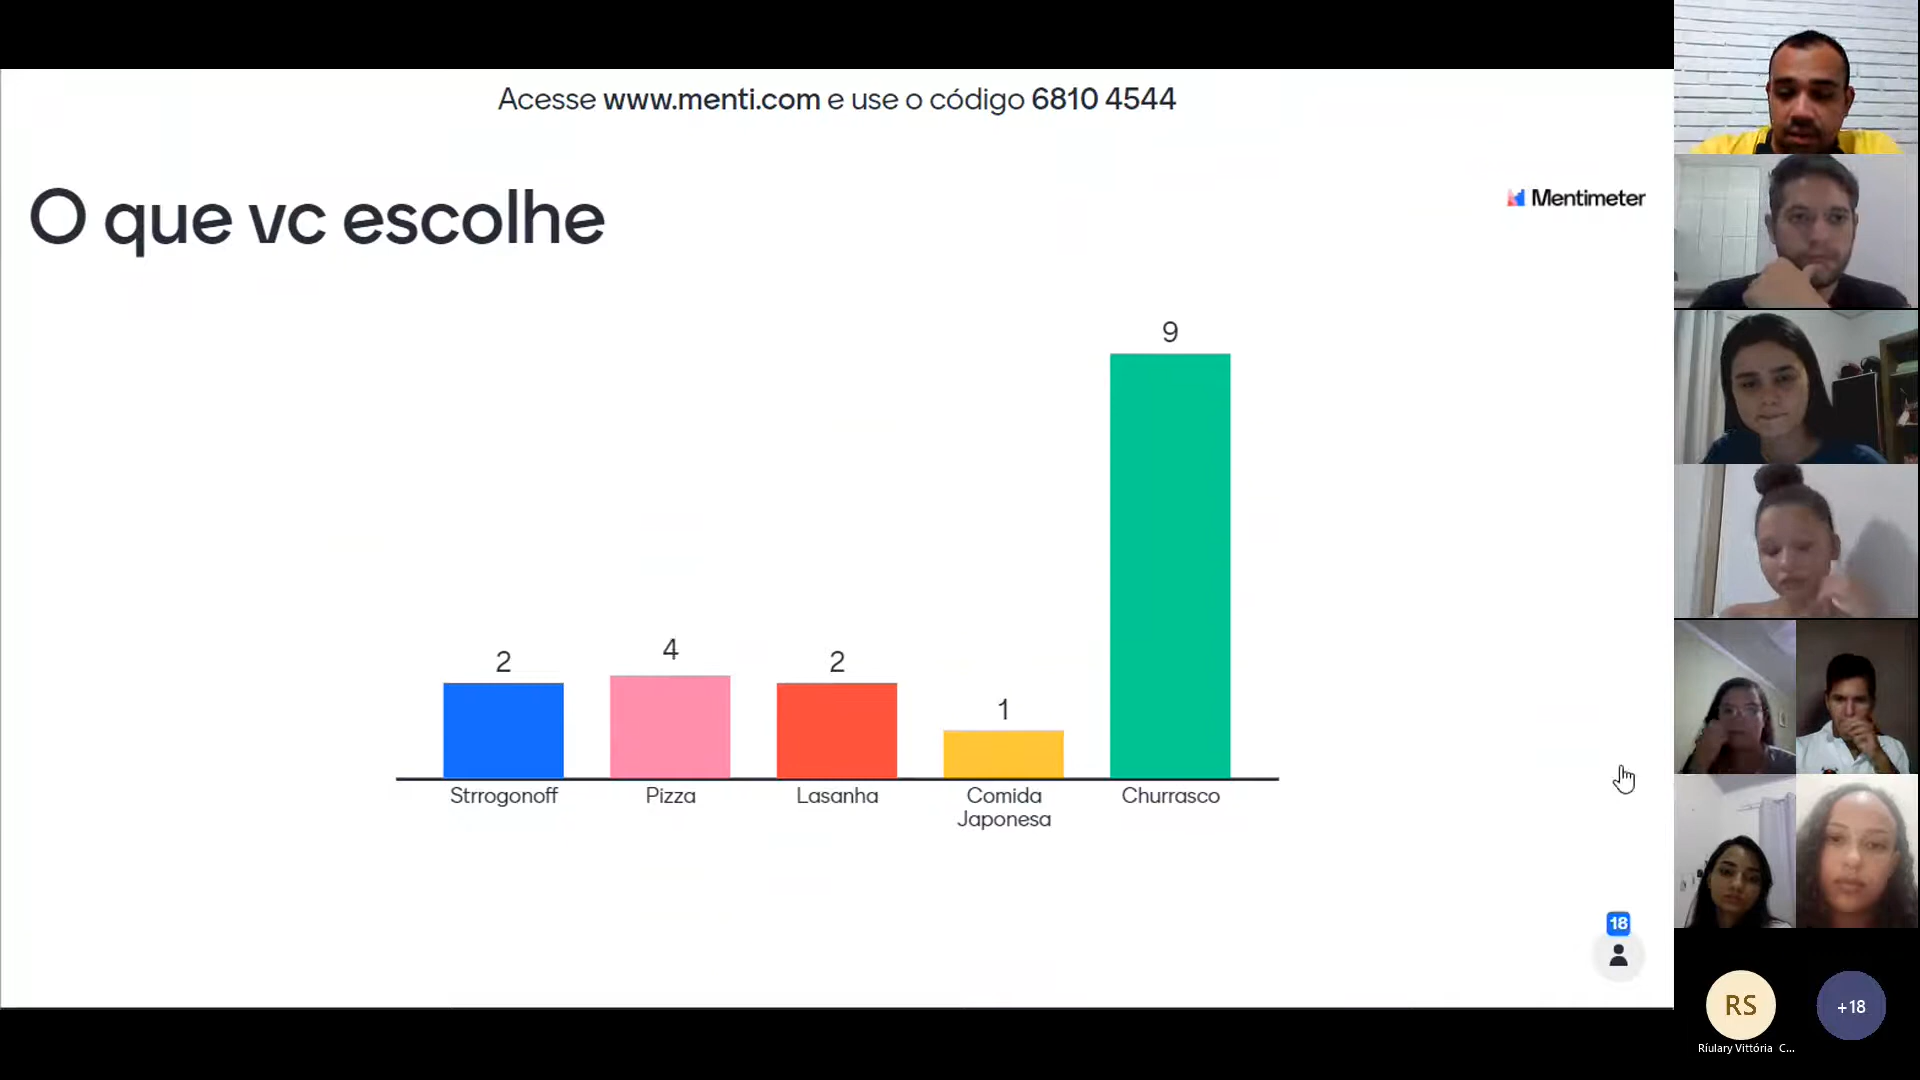 Acesse www.menti.com e use o código 6810 4544
O que vc escolhe
Mentimeter
9
2
4
2
1
Strrogonoff
Pizza
Lasanha
Comida
Japonesa
Churrasco
18
RS
+18
Ríulary Vittória C...